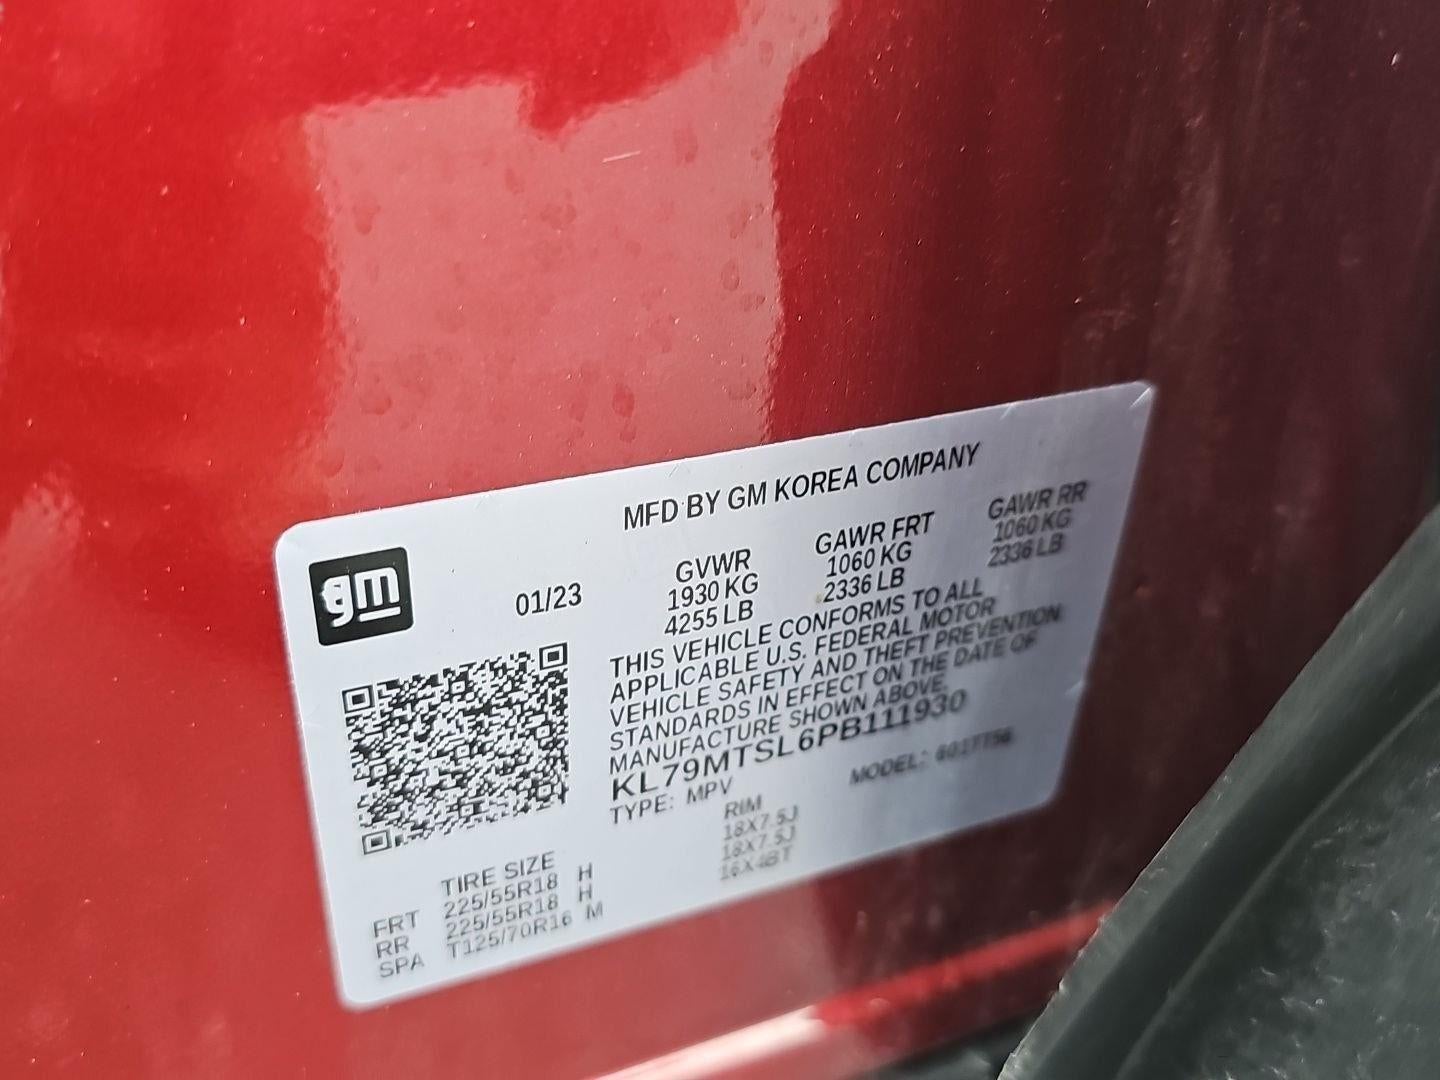 MFD BY GM KOREA COMPANY
gm
01/23
GVWR GAWR FRT GAWR RR
1930 KG 1060 KG 1060 KG
4255 LB 2336 LB 2336 LB
THIS VEHICLE CONFORMS TO ALL
APPLICABLE U.S. FEDERAL MOTOR
VEHICLE SAFETY AND THEFT PREVENTION
STANDARDS IN EFFECT ON THE DATE OF
MANUFACTURE SHOWN ABOVE.
KL79MTSL6PB111930
TYPE: MPV MODEL:
TIRE SIZE RIM
FRT 225/55R18 H 18X7.5J
RR 225/55R18 H 18X7.5J
SPA T125/70R16 M 16X4BT